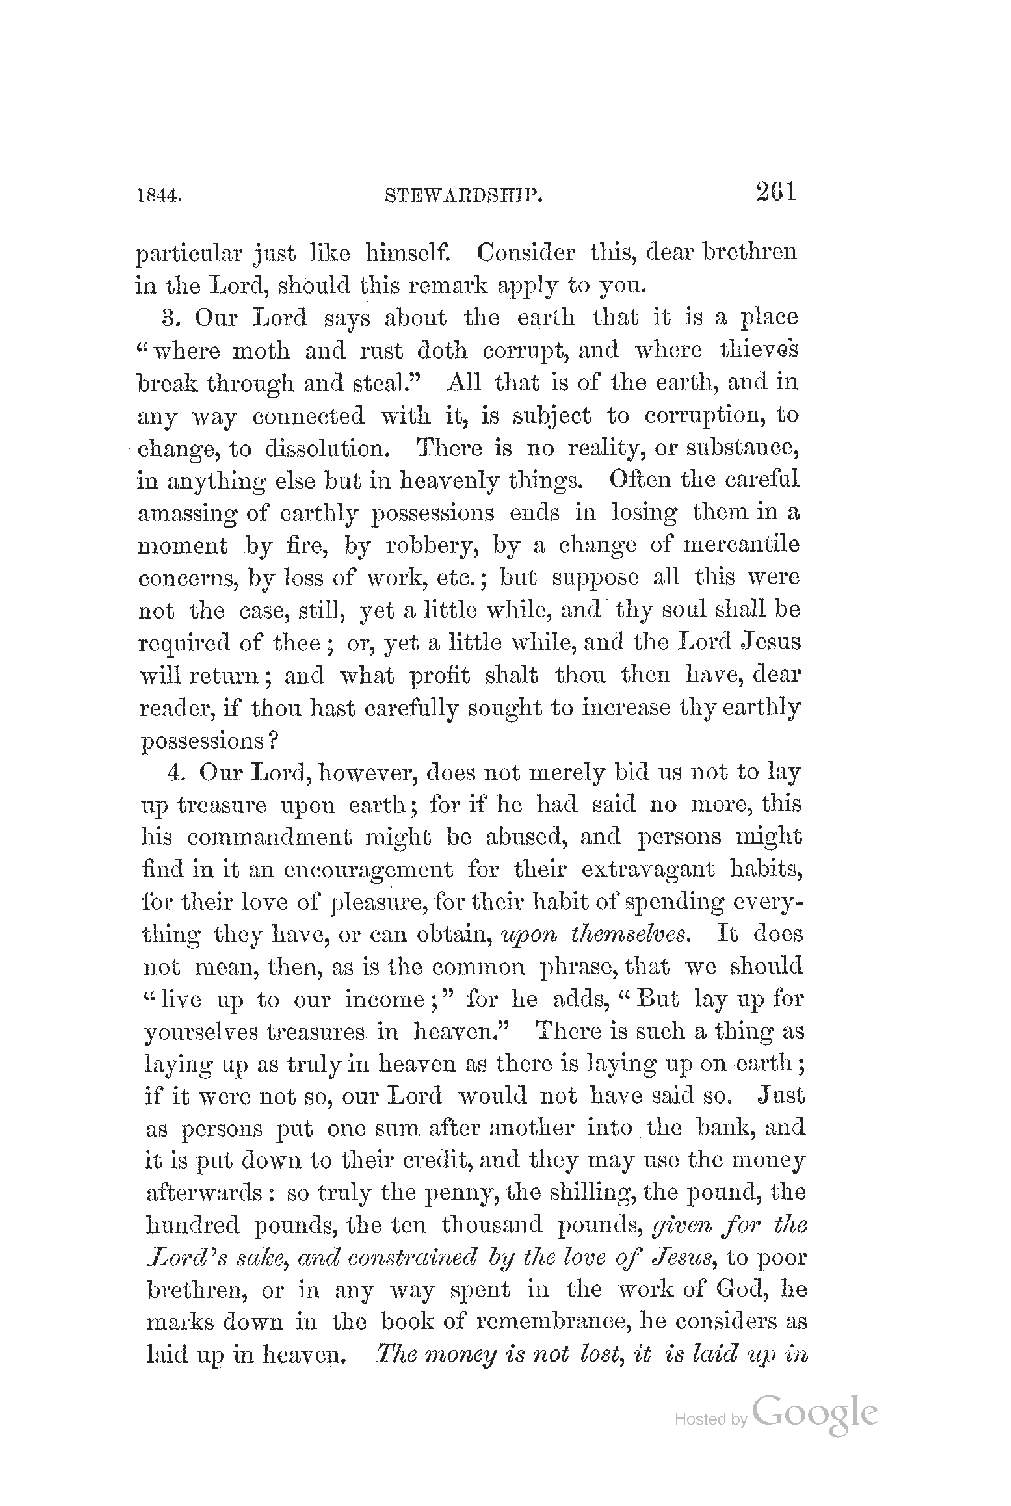 1844. STEWARDSHIP. 261
particular just like himself. Consider this, dear brethren
in the Lord, should this remark apply to you.
3. Our Lord says about the earth that it is a place
“where moth and rust doth corrupt, and where thieves
break through and steal.” All that is of the earth, and in
any way connected with it, is subject to corruption, to
change, to dissolution. There is no reality, or substance,
in anything else but in heavenly things. Often the careful
amassing of earthly possessions ends in losing them in a
moment by fire, by robbery, by a change of mercantile
concerns, by loss of work, etc.; but suppose all this were
not the case, still, yet a little while, and thy soul shall be
required of thee; or, yet a little while, and the Lord Jesus
will return; and what profit shalt thou then have, dear
reader, if thou hast carefully sought to increase thy earthly
possessions?
4. Our Lord, however, does not merely bid us not to lay
up treasure upon earth; for if he had said no more, this
his commandment might be abused, and persons might
find in it an encouragement for their extravagant habits,
for their love of pleasure, for their habit of spending every-
thing they have, or can obtain, upon themselves. It does
not mean, then, as is the common phrase, that we should
“live up to our income;” for he adds, “But lay up for
yourselves treasures in heaven.” There is such a thing as
laying up as truly in heaven as there is laying up on earth;
if it were not so, our Lord would not have said so. Just
as persons put one sum after another into the bank, and
it is put down to their credit, and they may use the money
afterwards: so truly the penny, the shilling, the pound, the
hundred pounds, the ten thousand pounds, given for the
Lord's sake, and constrained by the love of Jesus, to poor
brethren, or in any way spent in the work of God, he
marks down in the book of remembrance, he considers as
laid up in heaven. The money is not lost, it is laid up in
Hosted by Google